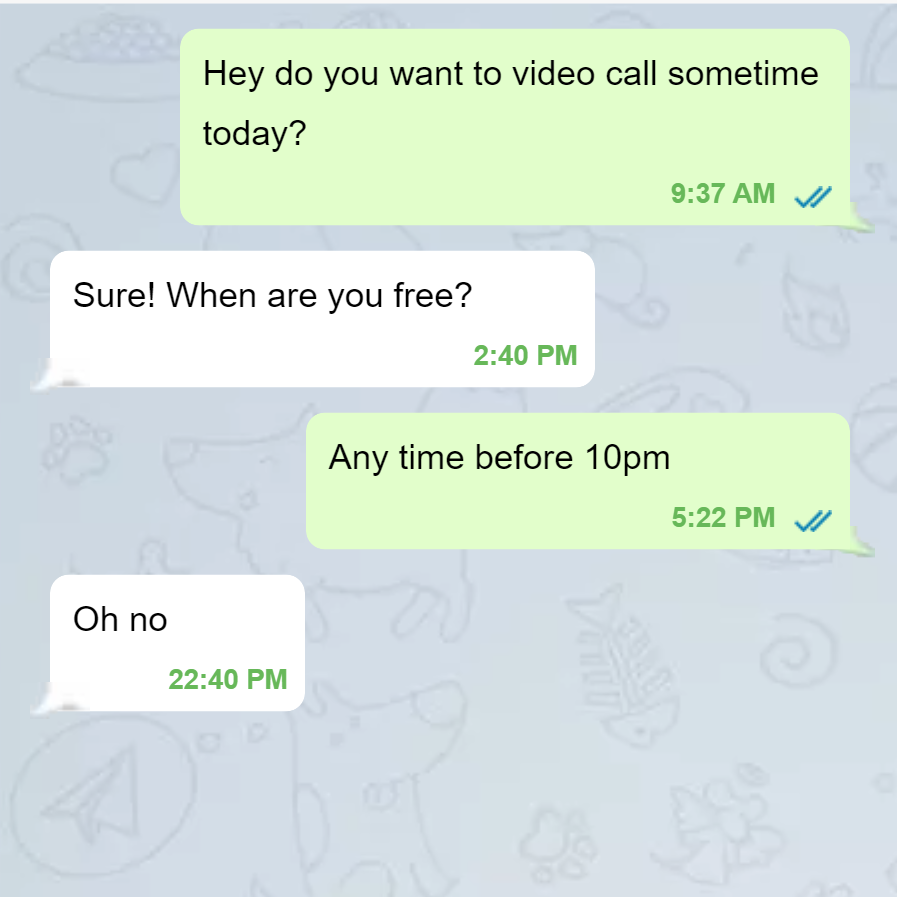 Hey do you want to video call sometime
today?
9:37 AM
Sure! When are you free?
2:40 PM
Any time before 10pm
5:22 PM
Oh no
22:40 PM